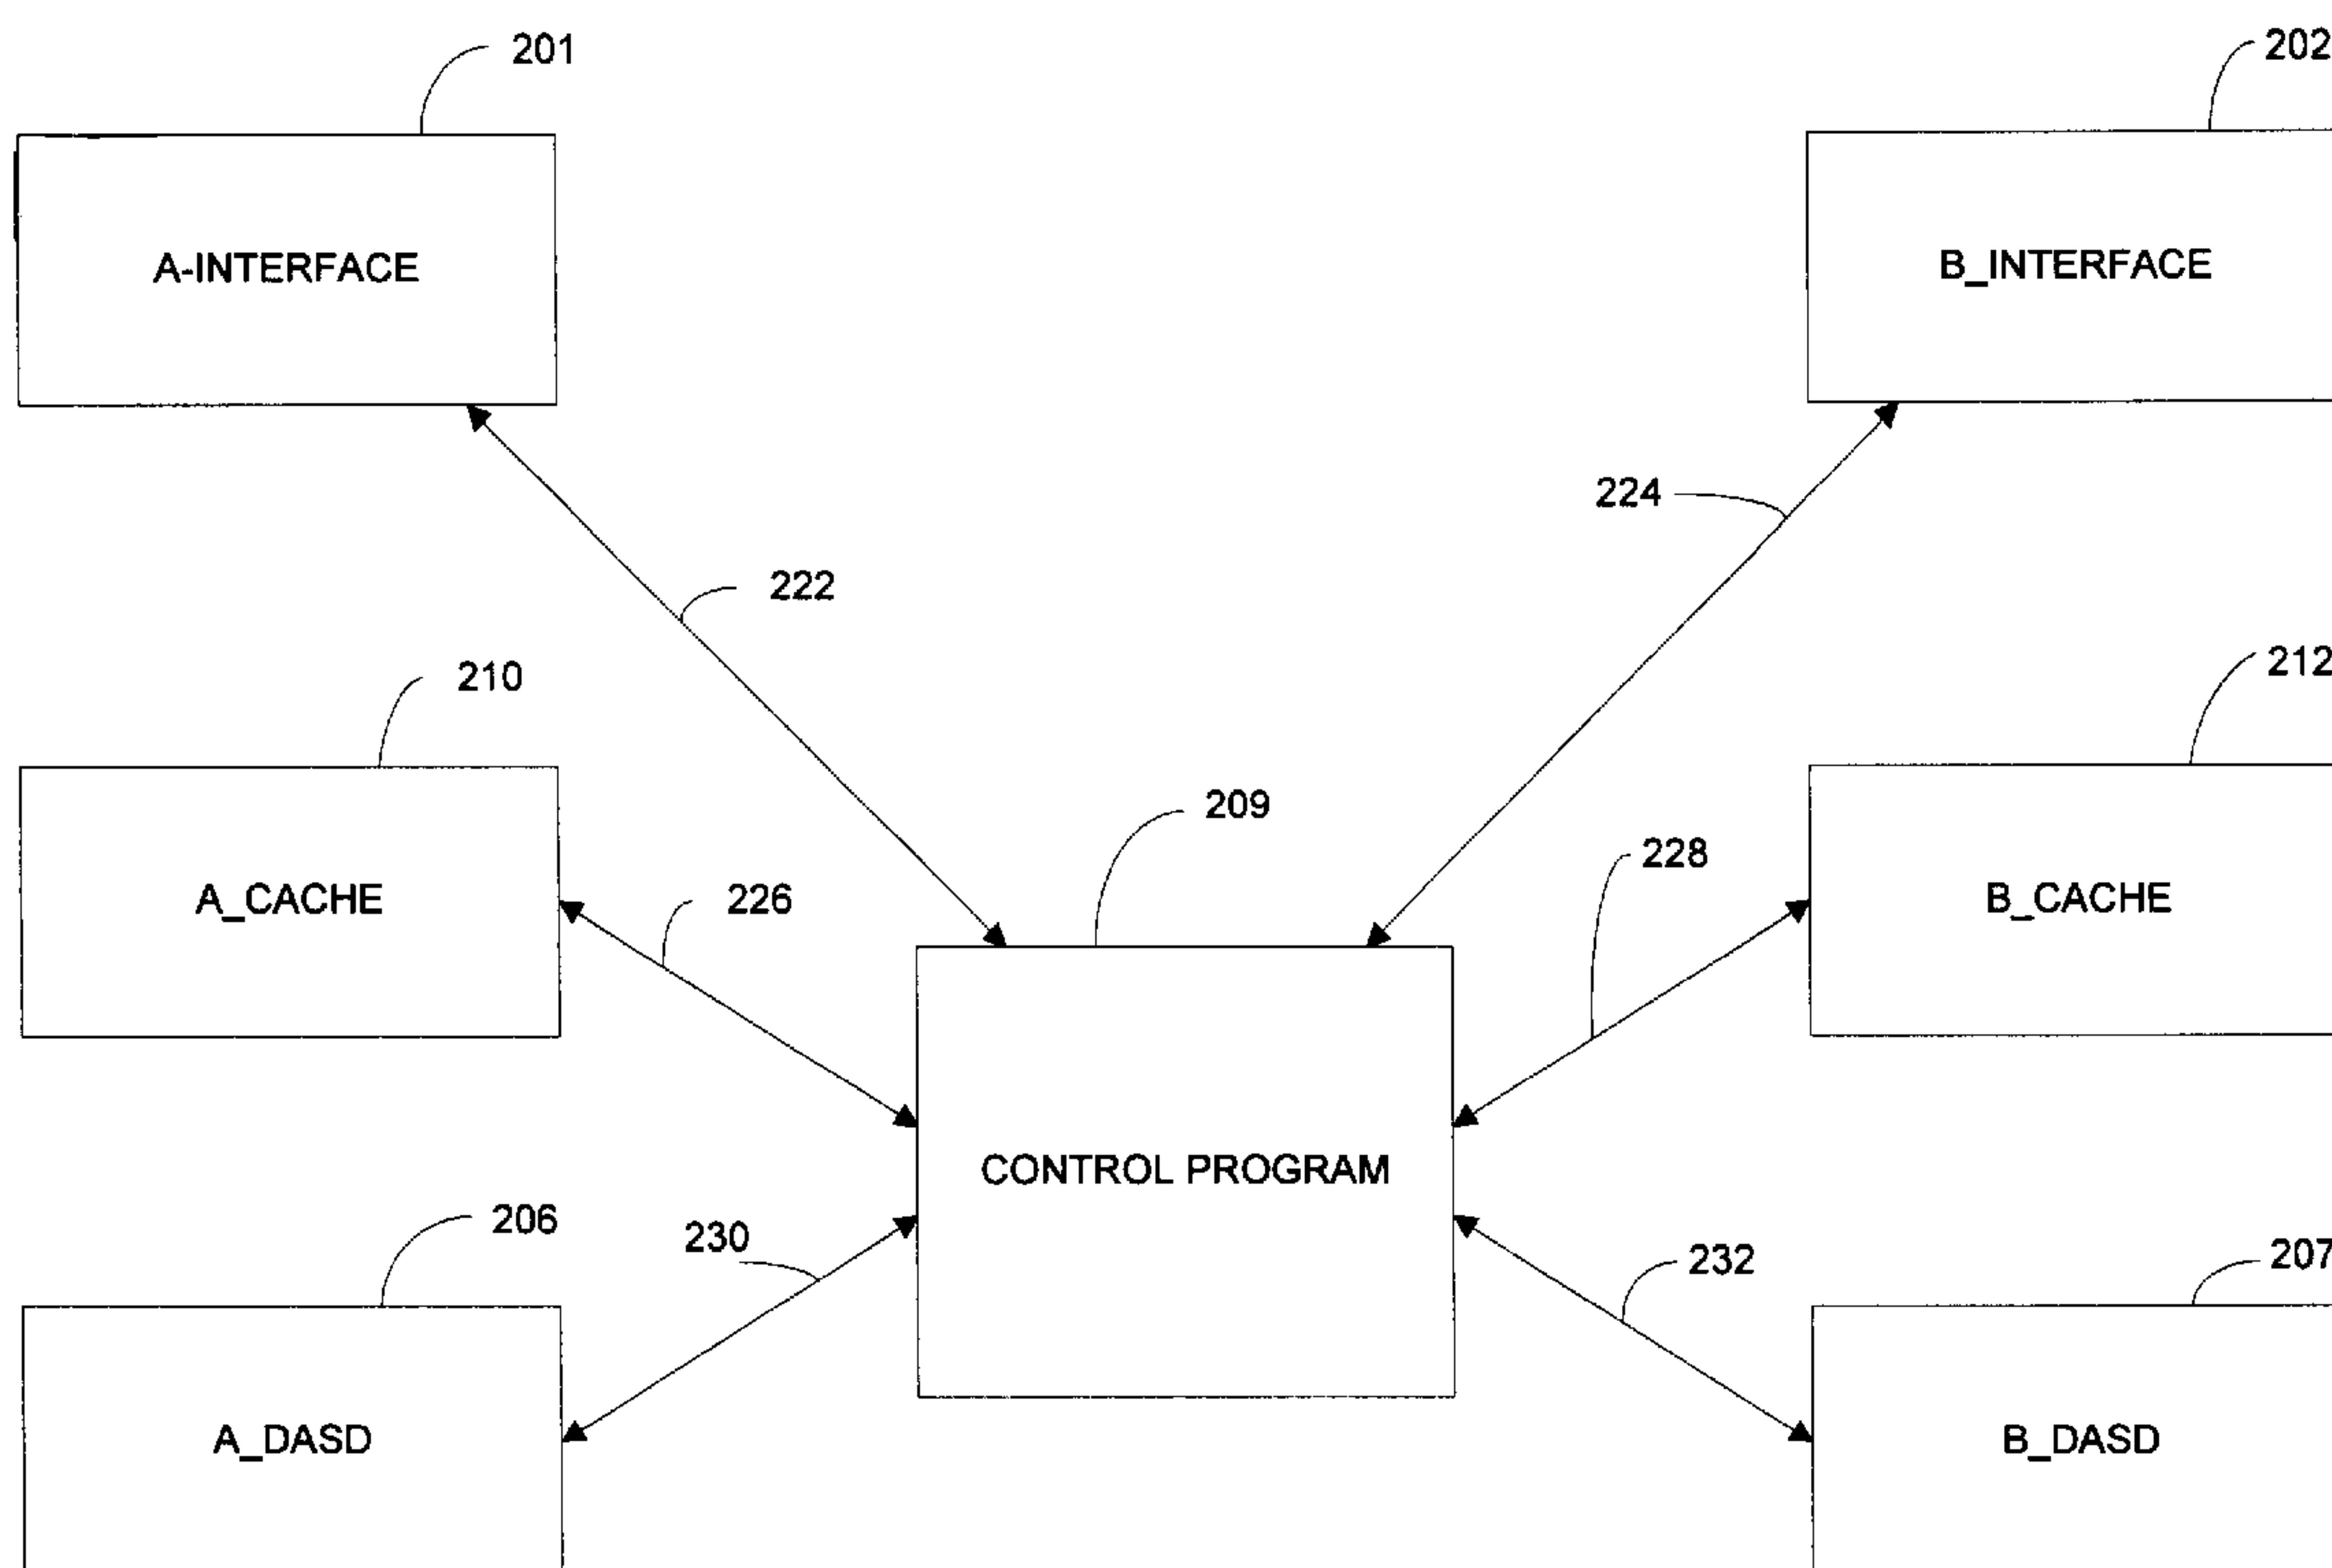 201
202
A-INTERFACE
B_INTERFACE
224
222
210
212
209
228
A_CACHE
226
B_CACHE
CONTROL PROGRAM
206
230
232
207
A_DASD
B_DASD